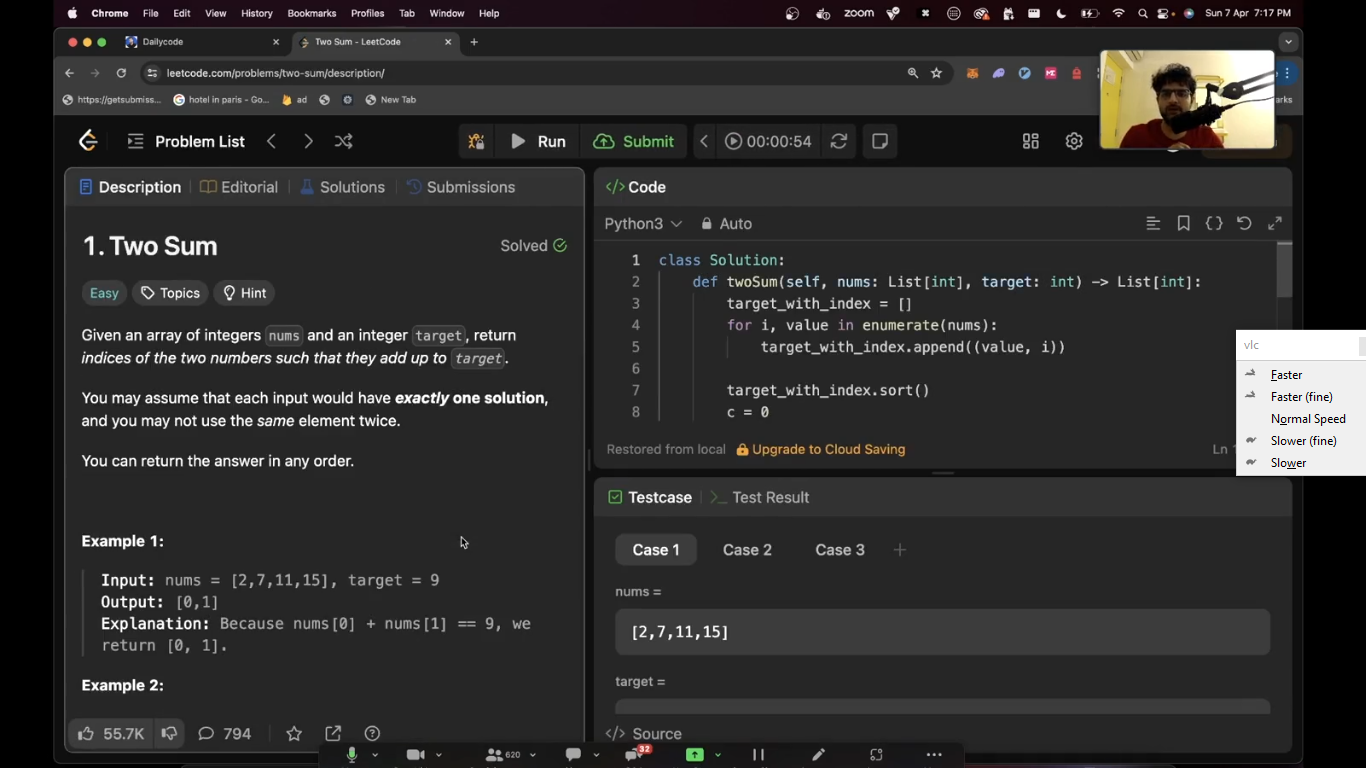 Chrome File Edit View History Bookmarks Profiles Tab Window Help zoom Sun 7 Apr 7:17 PM
Dailycode Two Sum - LeetCode
leetcode.com/problems/two-sum/description/
https://getsubmiss... hotel in paris - Go... ad New Tab arks
Problem List Run Submit 00:00:54
Description Editorial Solutions Submissions
1. Two Sum Solved
Easy Topics Hint
Given an array of integers nums and an integer target, return
indices of the two numbers such that they add up to target.
You may assume that each input would have exactly one solution,
and you may not use the same element twice.
You can return the answer in any order.
Example 1:
Input: nums = [2,7,11,15], target = 9
Output: [0,1]
Explanation: Because nums[0] + nums[1] == 9, we
return [0, 1].
Example 2:
55.7K 794
</> Code
Python3 Auto
1 class Solution:
2 def twoSum(self, nums: List[int], target: int) -> List[int]:
3 target_with_index = []
4 for i, value in enumerate(nums):
5 target_with_index.append((value, i))
6
7 target_with_index.sort()
8 c = 0
Restored from local Upgrade to Cloud Saving Ln
Testcase >_ Test Result
Case 1 Case 2 Case 3 +
nums =
[2,7,11,15]
target =
</> Source
vlc
Faster
Faster (fine)
Normal Speed
Slower (fine)
Slower
620 32